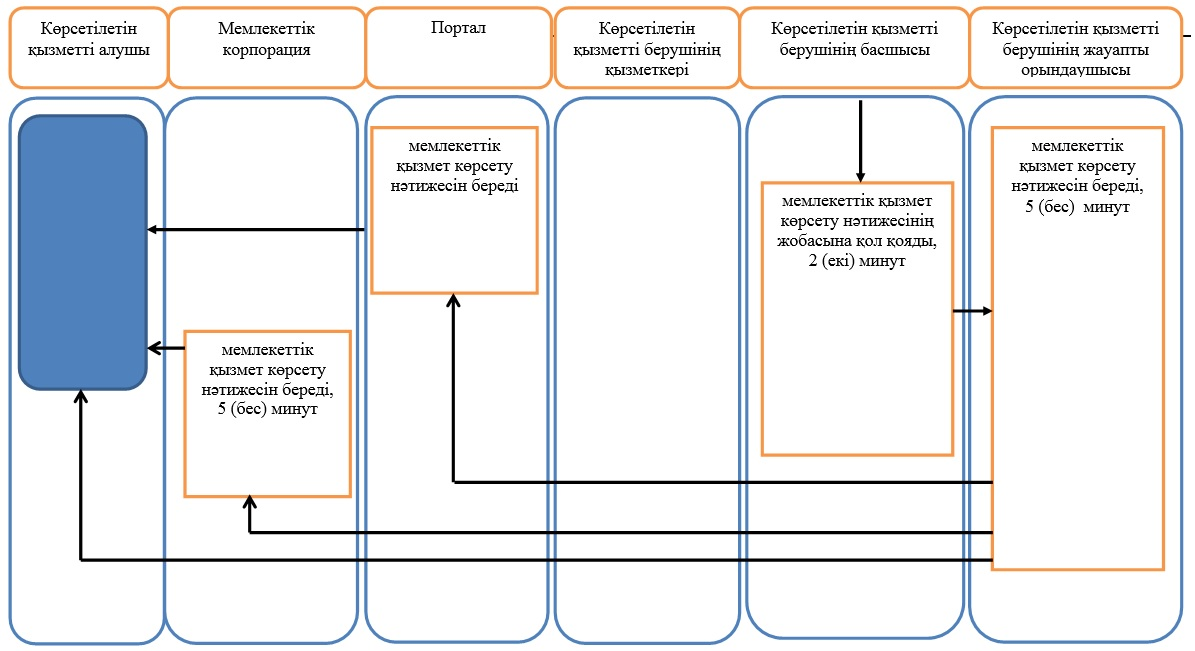 Көрсетілетін
қызметті алушы
Мемлекеттік
корпорация
Портал
Көрсетілетін
қызметті берушінің
қызметкері
Көрсетілетін қызметті
берушінің басшысы
Көрсетілетін қызметті
берушінің жауапты
орындаушысы
мемлекеттік
қызмет көрсету
нәтижесін береді
мемлекеттік қызмет
көрсету нәтижесінің
жобасына қол қояды,
2 (екі) минут
мемлекеттік
қызмет көрсету
нәтижесін береді,
5 (бес) минут
мемлекеттік
қызмет көрсету
нәтижесін береді,
5 (бес) минут